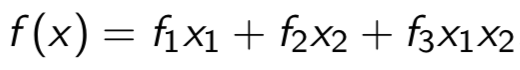 f(x) = f₁x₁ + f₂x₂ + f₃x₁x₂